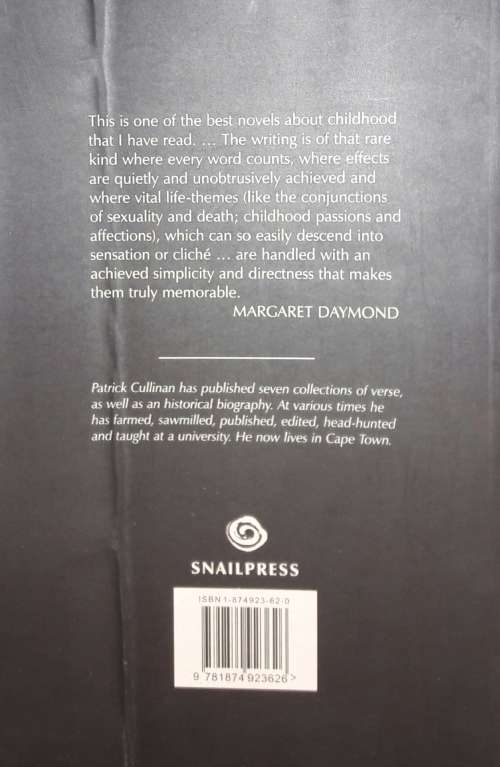 This is one of the best novels about childhood
that I have read. ... The writing is of that rare
kind where every word counts, where effects
are quietly and unobtrusively achieved and
where vital life-themes (like the conjunctions
of sexuality and death; childhood passions and
affections), which can so easily descend into
sensation or cliché ... are handled with an
achieved simplicity and directness that makes
them truly memorable.
MARGARET DAYMOND
Patrick Cullinan has published seven collections of verse,
as well as an historical biography. At various times he
has farmed, sawmilled, published, edited, head-hunted
and taught at a university. He now lives in Cape Town.
SNAILPRESS
ISBN 1-874923-62-0
9 781874 923626 >